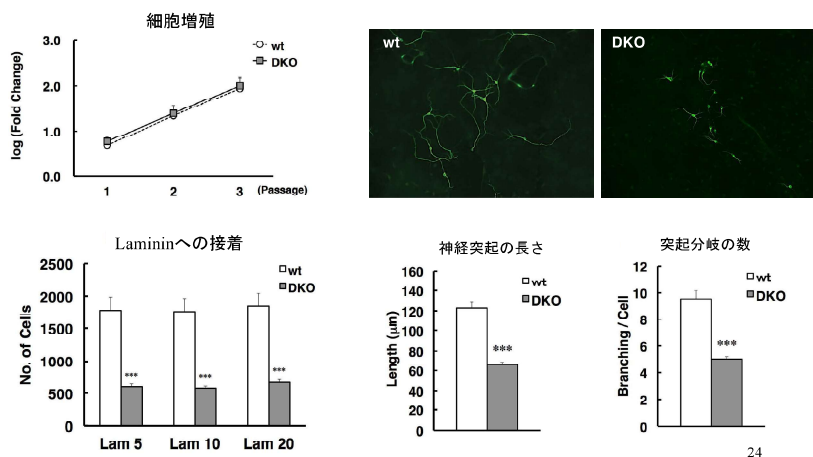 細胞増殖
3.0
2.0
1.0
0.0
log (Fold Change)
wt
DKO
1 2 3 (Passage)
wt
DKO
Lamininへの接着
2500
2000
1500
1000
500
0
No. of Cells
wt
DKO
***
***
***
Lam 5 Lam 10 Lam 20
神経突起の長さ
160
140
120
100
80
60
40
20
0
Length (μm)
wt
DKO
***
突起分岐の数
12
10
8
6
4
2
0
Branching / Cell
wt
DKO
***
24